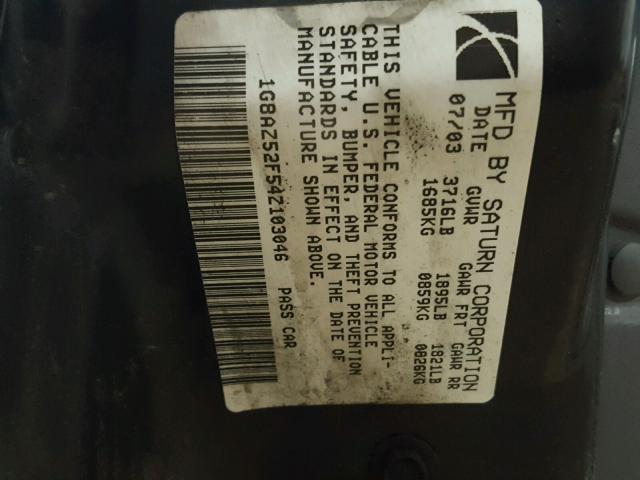 MFD BY SATURN CORPORATION
DATE GVWR GAWR FRT GAWR RR
07/03 3716LB 1895LB 1821LB
1685KG 0859KG 0826KG
THIS VEHICLE CONFORMS TO ALL APPLI-
CABLE U.S. FEDERAL MOTOR VEHICLE
SAFETY, BUMPER, AND THEFT PREVENTION
STANDARDS IN EFFECT ON THE DATE OF
MANUFACTURE SHOWN ABOVE.
1G8AZ52F54Z103046 PASS CAR